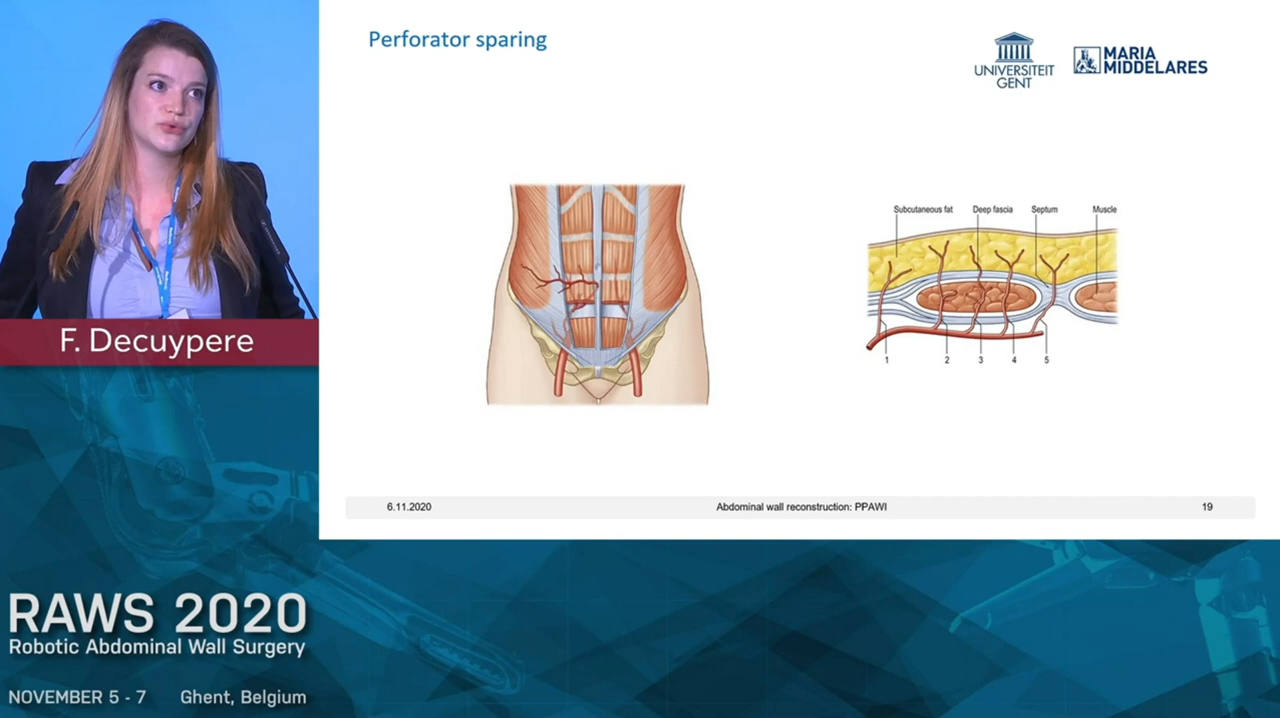 Perforator sparing
UNIVERSITEIT
GENT
MARIA
MIDDELARES
Subcutaneous fat
Deep fascia
Septum
Muscle
1
2
3
4
5
F. Decuypere
6.11.2020
Abdominal wall reconstruction: PPAWI
19
RAWS 2020
Robotic Abdominal Wall Surgery
NOVEMBER 5 - 7
Ghent, Belgium